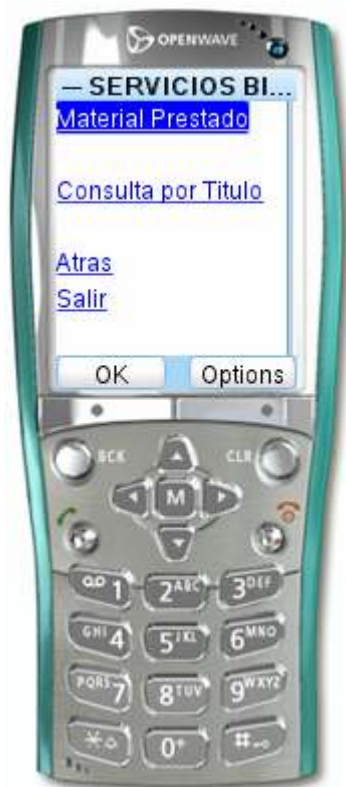 OPENWAVE
— SERVICIOS BI...
Material Prestado
Consulta por Titulo
Atras
Salir
OK Options
BCK CLR
M
1 2ABC 3DEF
GHI4 5JKL 6MNO
PQRS7 8TUV 9WXYZ
* 0+ #